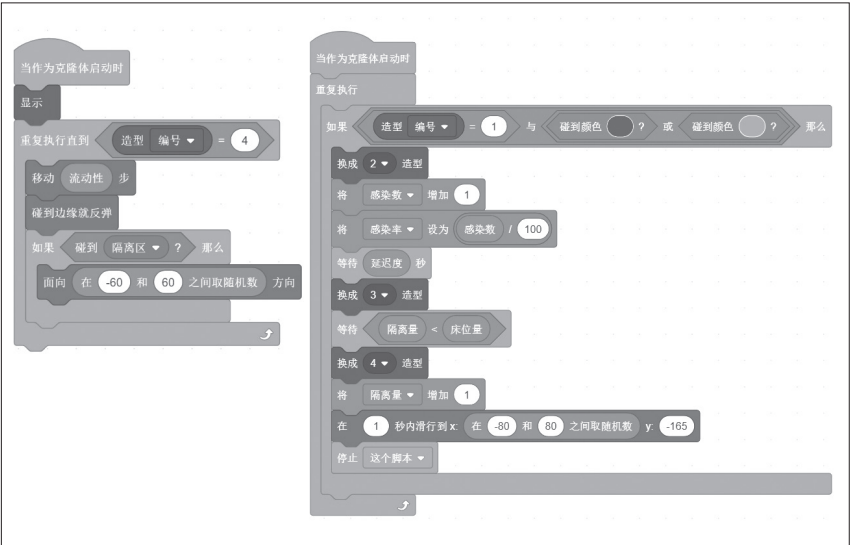 当作为克隆体启动时
显示
重复执行直到 造型 编号 = 4
移动 流动性 步
碰到边缘就反弹
如果 碰到 隔离区 ? 那么
面向 在 -60 和 60 之间取随机数 方向
当作为克隆体启动时
重复执行
如果 造型 编号 = 1 与 碰到颜色 ? 或 碰到颜色 ? 那么
换成 2 造型
将 感染数 增加 1
将 感染率 设为 感染数 / 100
等待 延迟度 秒
换成 3 造型
等待 隔离量 < 床位量
换成 4 造型
将 隔离量 增加 1
在 1 秒内滑行到 x: 在 -80 和 80 之间取随机数 y: -165
停止 这个脚本